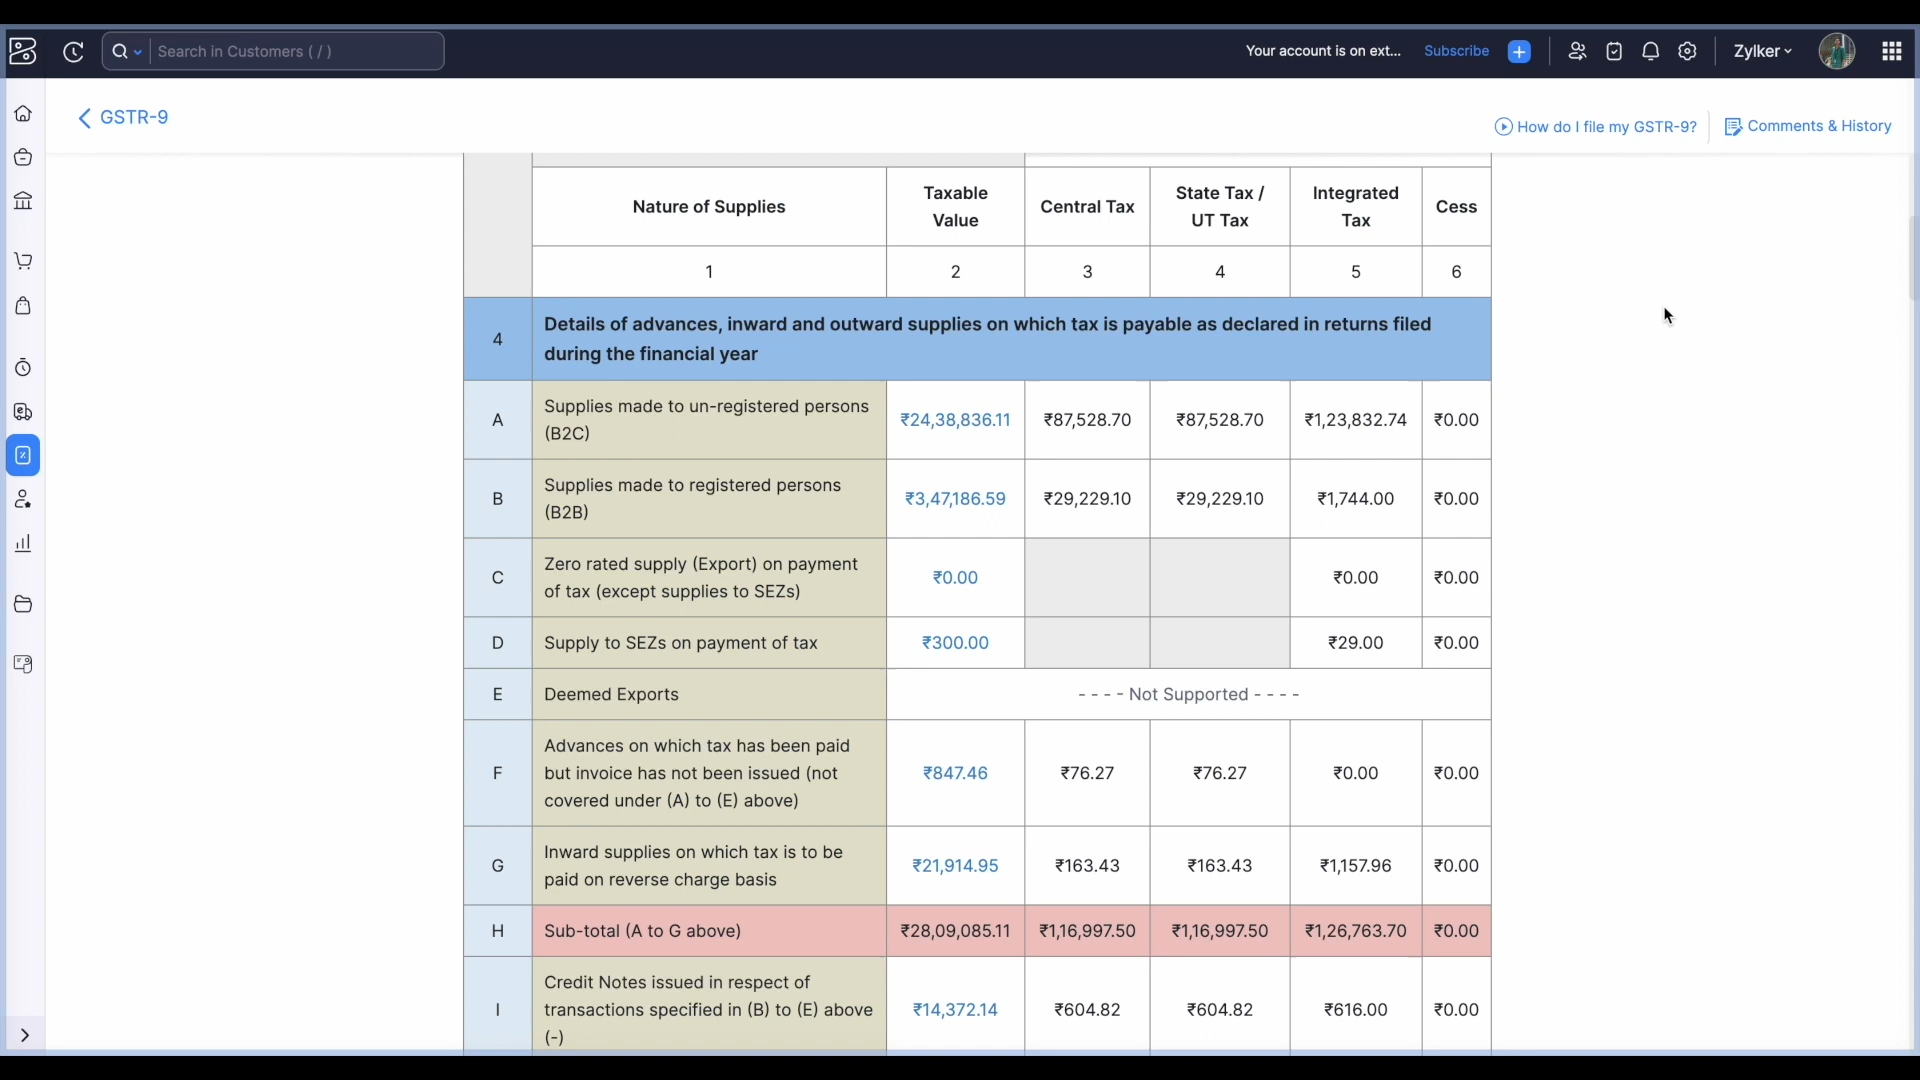 Search in Customers ( / )
Your account is on ext...
Subscribe
Zylker
GSTR-9
How do I file my GSTR-9?
Comments & History
Nature of Supplies
Taxable
Value
Central Tax
State Tax /
UT Tax
Integrated
Tax
Cess
1
2
3
4
5
6
4
Details of advances, inward and outward supplies on which tax is payable as declared in returns filed
during the financial year
A
Supplies made to un-registered persons
(B2C)
₹24,38,836.11
₹87,528.70
₹87,528.70
₹1,23,832.74
₹0.00
B
Supplies made to registered persons
(B2B)
₹3,47,186.59
₹29,229.10
₹29,229.10
₹1,744.00
₹0.00
C
Zero rated supply (Export) on payment
of tax (except supplies to SEZs)
₹0.00
₹0.00
₹0.00
D
Supply to SEZs on payment of tax
₹300.00
₹29.00
₹0.00
E
Deemed Exports
- - - - Not Supported - - - -
F
Advances on which tax has been paid
but invoice has not been issued (not
covered under (A) to (E) above)
₹847.46
₹76.27
₹76.27
₹0.00
₹0.00
G
Inward supplies on which tax is to be
paid on reverse charge basis
₹21,914.95
₹163.43
₹163.43
₹1,157.96
₹0.00
H
Sub-total (A to G above)
₹28,09,085.11
₹1,16,997.50
₹1,16,997.50
₹1,26,763.70
₹0.00
I
Credit Notes issued in respect of
transactions specified in (B) to (E) above
(-)
₹14,372.14
₹604.82
₹604.82
₹616.00
₹0.00